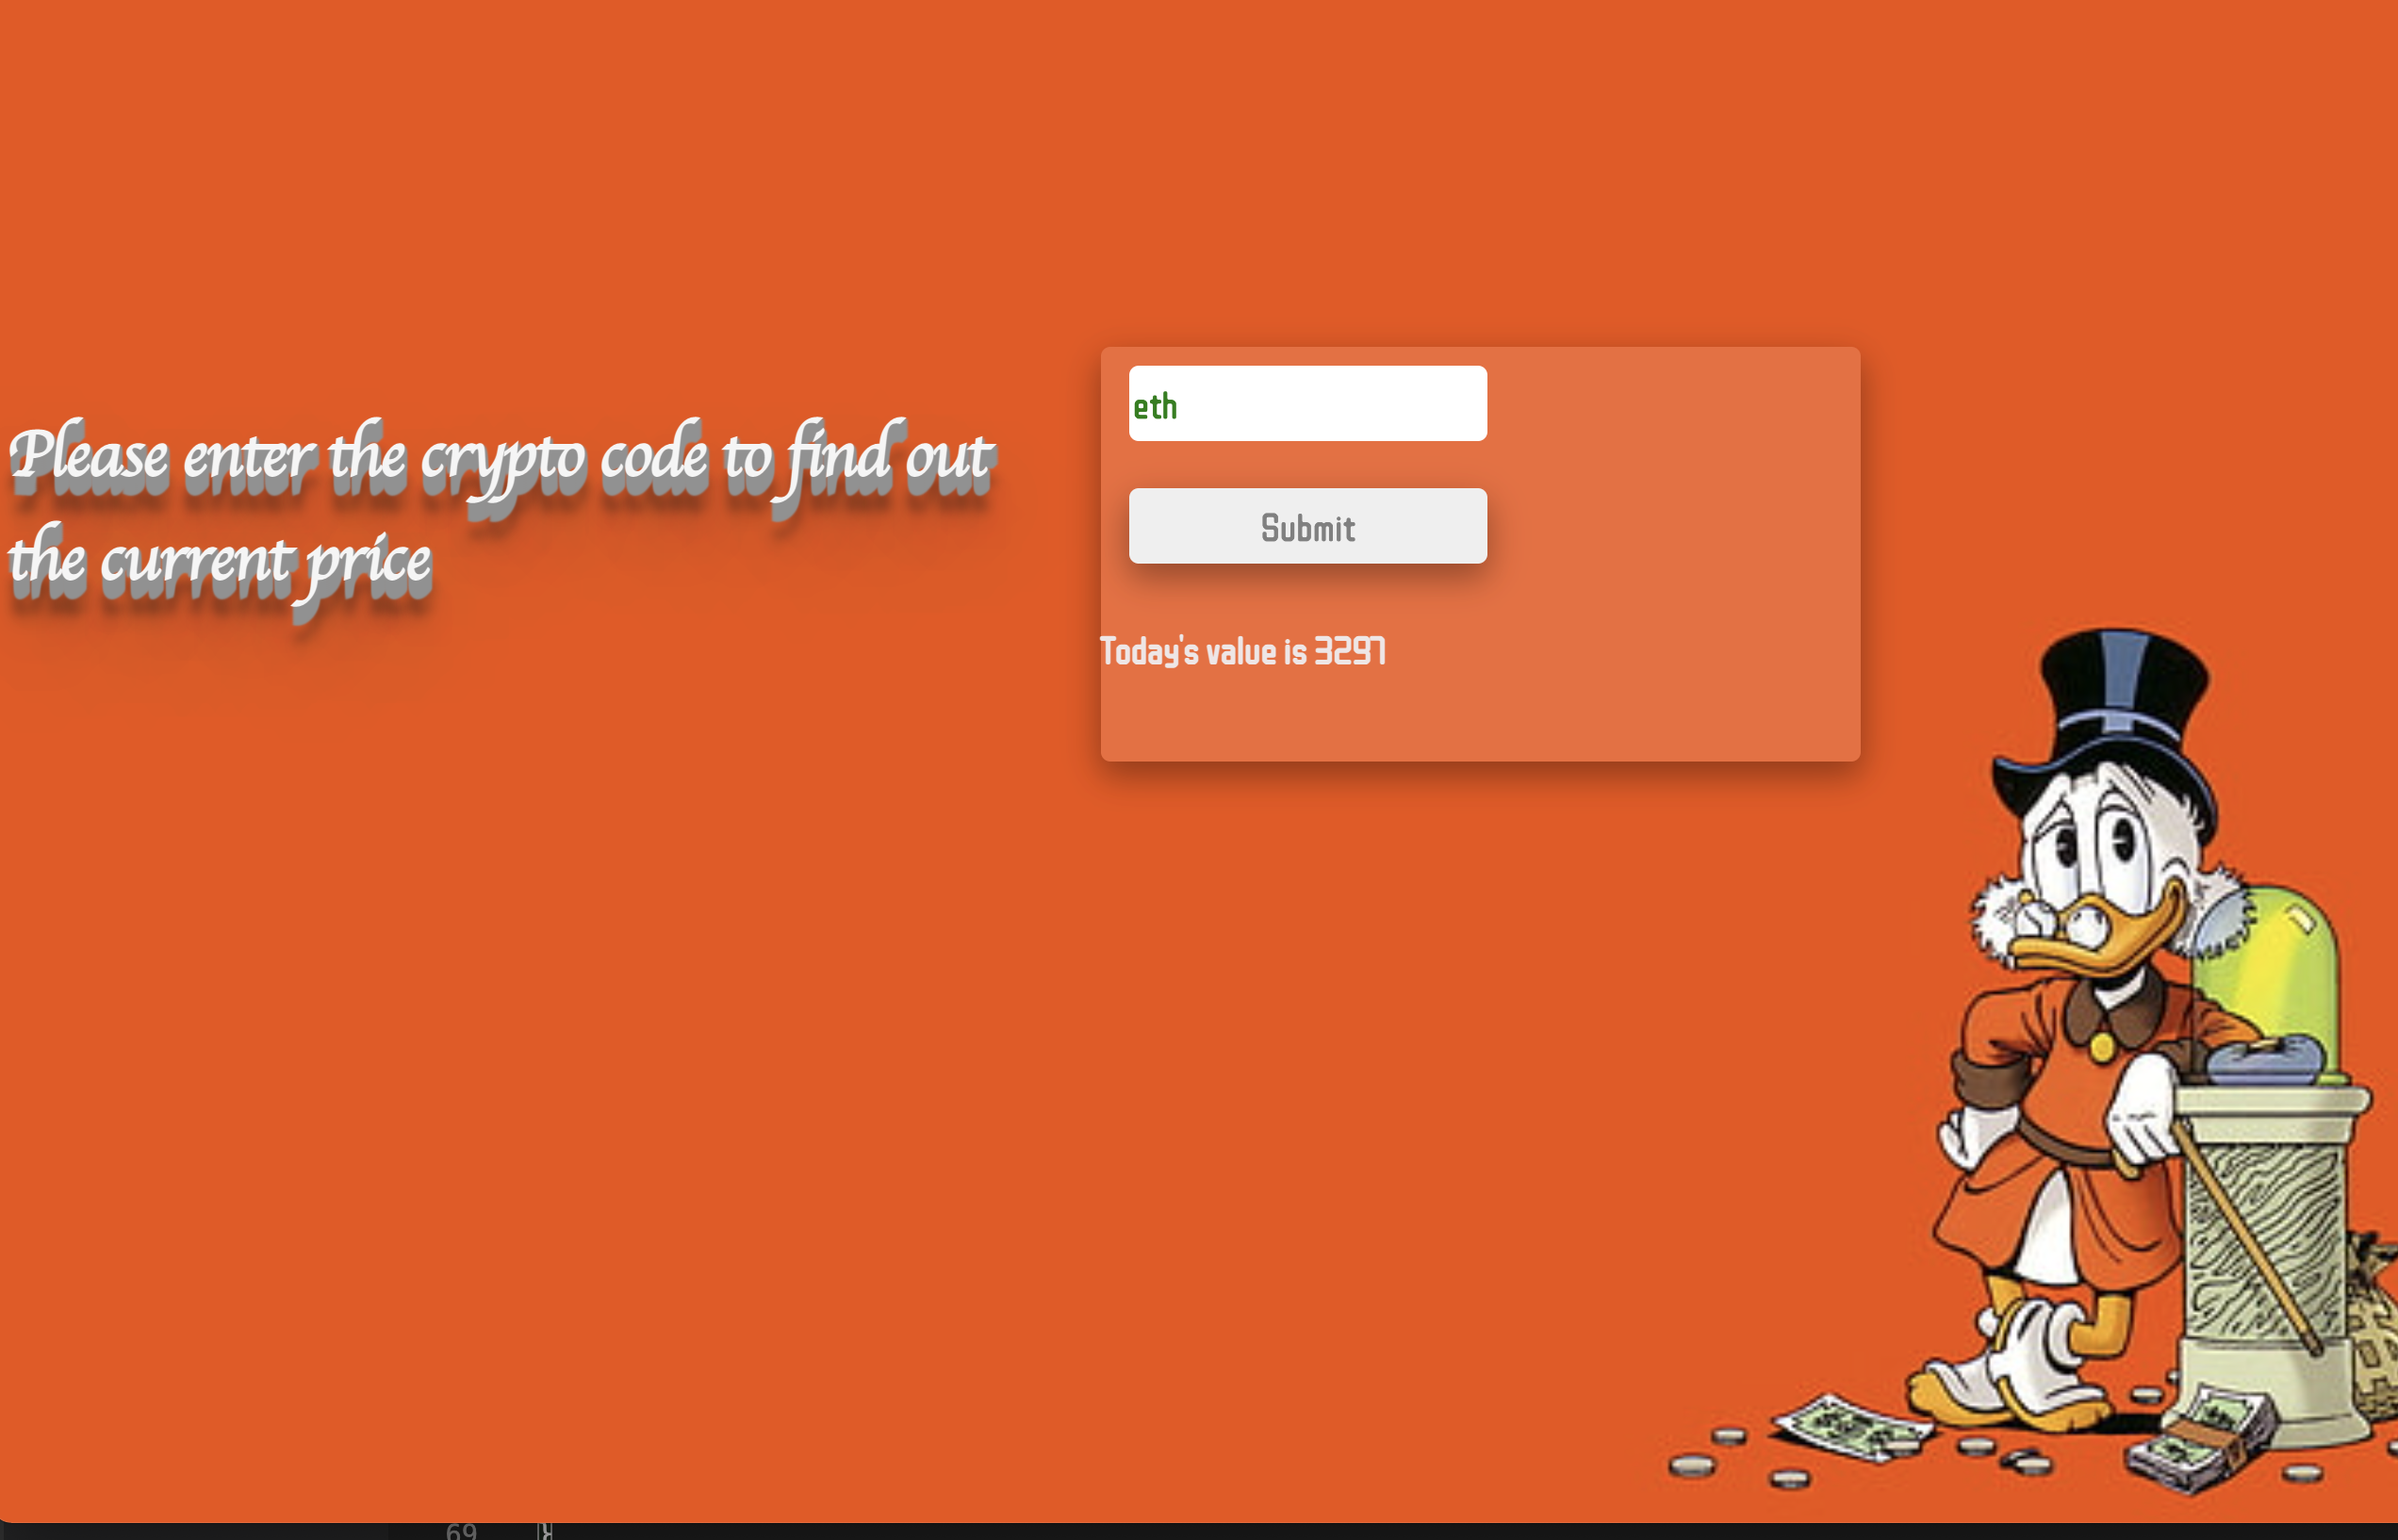 Please enter the crypto code to find out
the current price
eth
Submit
Today's value is 3297
69